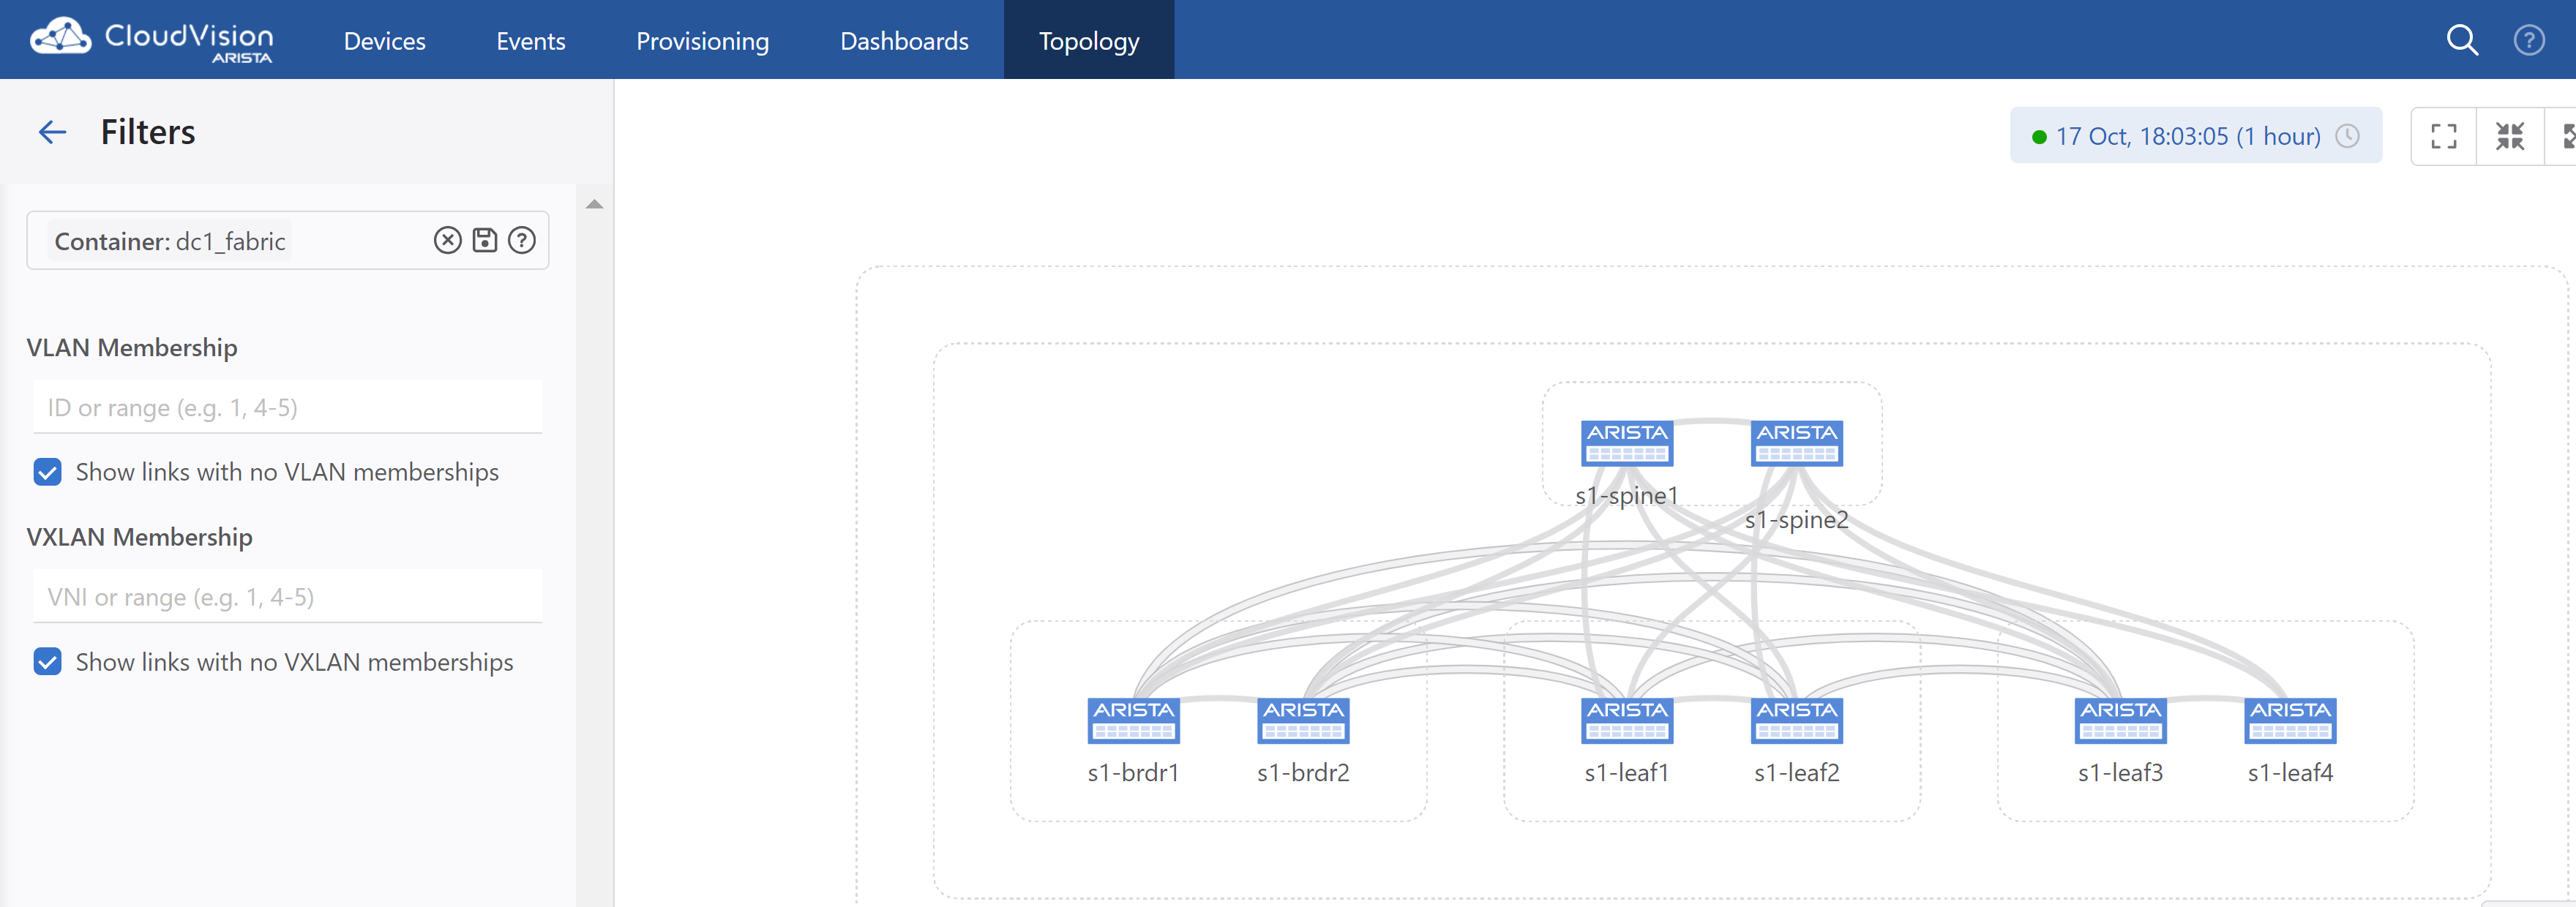 CloudVision
ARISTA
Devices
Events
Provisioning
Dashboards
Topology
?
Filters
17 Oct, 18:03:05 (1 hour)
Container: dc1_fabric
?
VLAN Membership
ID or range (e.g. 1, 4-5)
Show links with no VLAN memberships
VXLAN Membership
VNI or range (e.g. 1, 4-5)
Show links with no VXLAN memberships
ARISTA
ARISTA
s1-spine1
s1-spine2
ARISTA
ARISTA
ARISTA
ARISTA
ARISTA
ARISTA
s1-brdr1
s1-brdr2
s1-leaf1
s1-leaf2
s1-leaf3
s1-leaf4